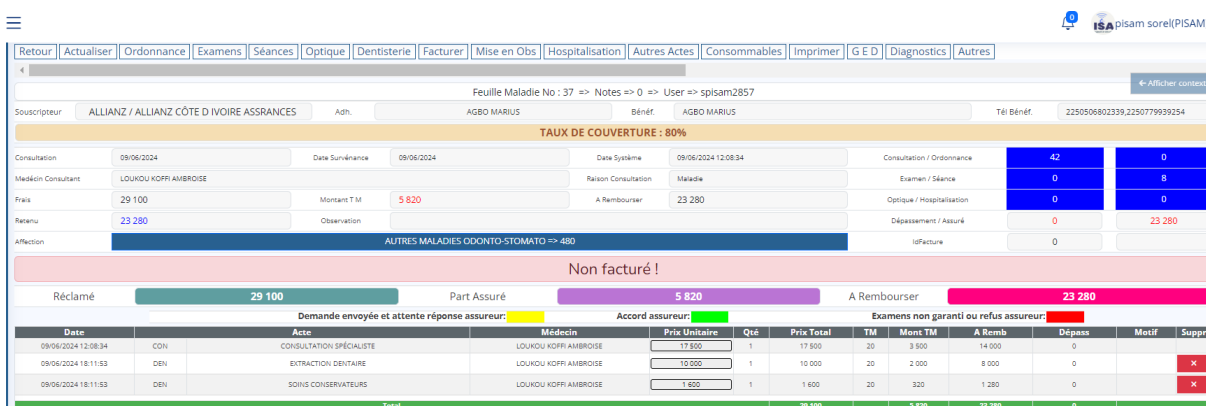 2
ISA pisam sorel(PISAM
Retour Actualiser Ordonnance Examens Séances Optique Dentisterie Facturer Mise en Obs Hospitalisation Autres Actes Consommables Imprimer G E D Diagnostics Autres
← Afficher context
Feuille Maladie No : 37 => Notes => 0 => User => spisam2857
Souscripteur ALLIANZ / ALLIANZ CÔTE D IVOIRE ASSRANCES Adh. AGBO MARIUS Bénéf. AGBO MARIUS Tél Bénéf. 2250506802339,2250779939254
TAUX DE COUVERTURE : 80%
Consultation 09/06/2024 Date Survénance 09/06/2024 Date Système 09/06/2024 12:08:34 Consultation / Ordonnance 42 0
Medécin Consultant LOUKOU KOFFI AMBROISE Raison Consultation Maladie Examen / Séance 0 8
Frais 29 100 Montant T M 5 820 A Rembourser 23 280 Optique / Hospitalisation 0 0
Retenu 23 280 Observation Dépassement / Assuré 0 23 280
Affection AUTRES MALADIES ODONTO-STOMATO => 480 IdFacture 0
Non facturé !
Réclamé 29 100 Part Assuré 5 820 A Rembourser 23 280
Demande envoyée et attente réponse assureur: Accord assureur: Examens non garanti ou refus assureur:
Date Acte Médecin Prix Unitaire Qté Prix Total TM Mont TM A Remb Dépass Motif Suppr
09/06/2024 12:08:34 CON CONSULTATION SPÉCIALISTE LOUKOU KOFFI AMBROISE 17 500 1 17 500 20 3 500 14 000 0
09/06/2024 18:11:53 DEN EXTRACTION DENTAIRE LOUKOU KOFFI AMBROISE 10 000 1 10 000 20 2 000 8 000 0 ×
09/06/2024 18:11:53 DEN SOINS CONSERVATEURS LOUKOU KOFFI AMBROISE 1 600 1 1 600 20 320 1 280 0 ×
Total 29 100 5 820 23 280 0